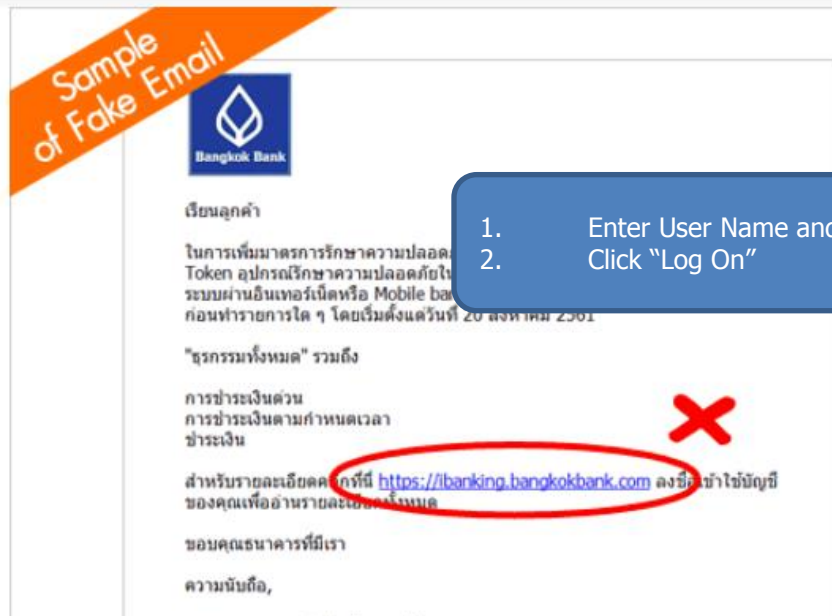 Sample
of Fake Email
Bangkok Bank
เรียนลูกค้า
ในการเพิ่มมาตรการรักษาความปลอดภ
Token อุปกรณ์รักษาความปลอดภัยใน
ระบบผ่านอินเทอร์เน็ตหรือ Mobile ban
ก่อนทำรายการใด ๆ โดยเริ่มตั้งแต่วันที่ 20 สิงหาคม 2561
1. Enter User Name and
2. Click “Log On”
"ธุรกรรมทั้งหมด" รวมถึง
การชำระเงินด่วน
การชำระเงินตามกำหนดเวลา
ชำระเงิน
สำหรับรายละเอียดคลิกที่นี่ https://ibanking.bangkokbank.com ลงชื่อเข้าใช้บัญชี
ของคุณเพื่ออ่านรายละเอียดทั้งหมด
ขอบคุณธนาคารที่มีเรา
ความนับถือ,